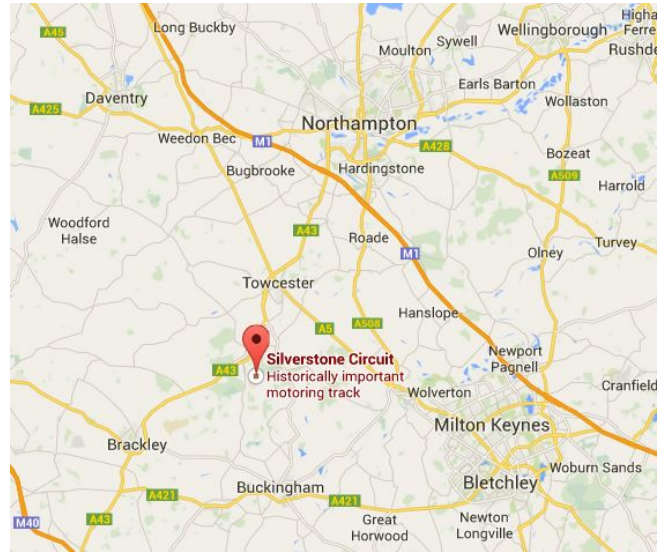 A45
Long Buckby
Wellingborough
Higha
Ferre
Rushde
Moulton
Sywell
Daventry
Earls Barton
Wollaston
A425
Northampton
Weedon Bec
M1
A428
Hardingstone
Bozeat
Bugbrooke
A509
Harrold
Woodford
Halse
A43
Roade
Turvey
M1
Olney
Towcester
Hanslope
A5
A508
Newport
Pagnell
Silverstone Circuit
Historically important
motoring track
A43
Cranfield
Wolverton
Milton Keynes
Brackley
Woburn Sands
Bletchley
Buckingham
A421
A421
M40
A43
Great
Horwood
Newton
Longville